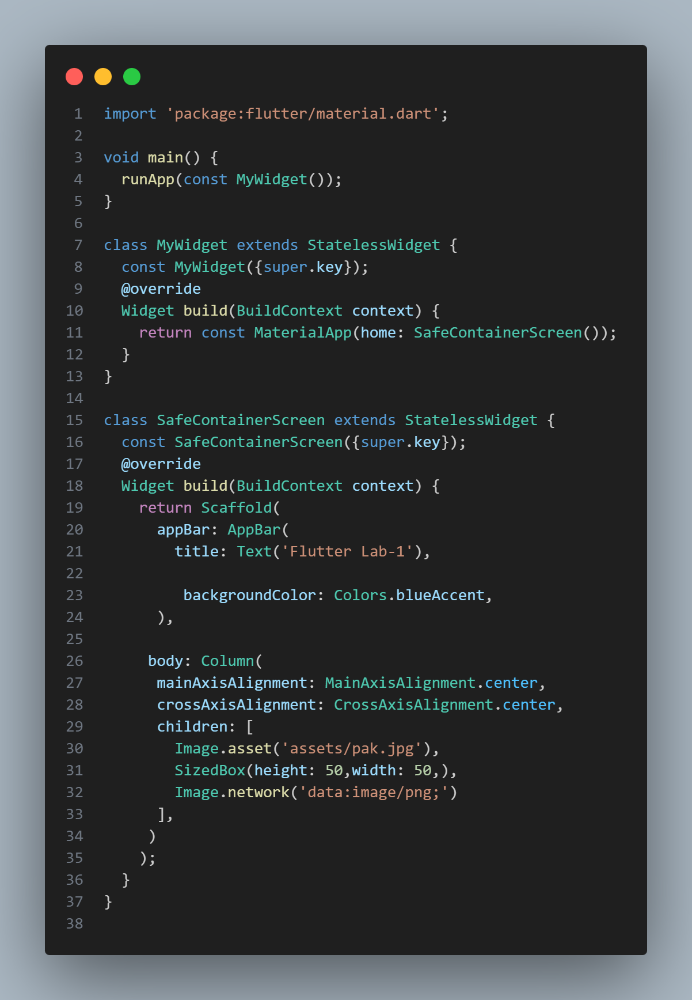 1 import 'package:flutter/material.dart';
2
3 void main() {
4   runApp(const MyWidget());
5 }
6
7 class MyWidget extends StatelessWidget {
8   const MyWidget({super.key});
9   @override
10   Widget build(BuildContext context) {
11     return const MaterialApp(home: SafeContainerScreen());
12   }
13 }
14
15 class SafeContainerScreen extends StatelessWidget {
16   const SafeContainerScreen({super.key});
17   @override
18   Widget build(BuildContext context) {
19     return Scaffold(
20       appBar: AppBar(
21         title: Text('Flutter Lab-1'),
22
23          backgroundColor: Colors.blueAccent,
24       ),
25
26      body: Column(
27       mainAxisAlignment: MainAxisAlignment.center,
28       crossAxisAlignment: CrossAxisAlignment.center,
29       children: [
30         Image.asset('assets/pak.jpg'),
31         SizedBox(height: 50,width: 50,),
32         Image.network('data:image/png;')
33       ],
34      )
35     );
36   }
37 }
38